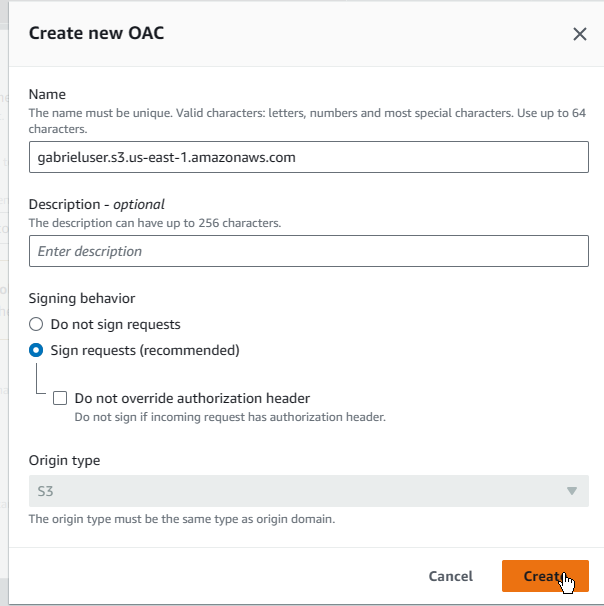 Create new OAC
Name
The name must be unique. Valid characters: letters, numbers and most special characters. Use up to 64
characters.
gabrieluser.s3.us-east-1.amazonaws.com
Description - optional
The description can have up to 256 characters.
Enter description
Signing behavior
Do not sign requests
Sign requests (recommended)
Do not override authorization header
Do not sign if incoming request has authorization header.
Origin type
S3
The origin type must be the same type as origin domain.
Cancel
Create